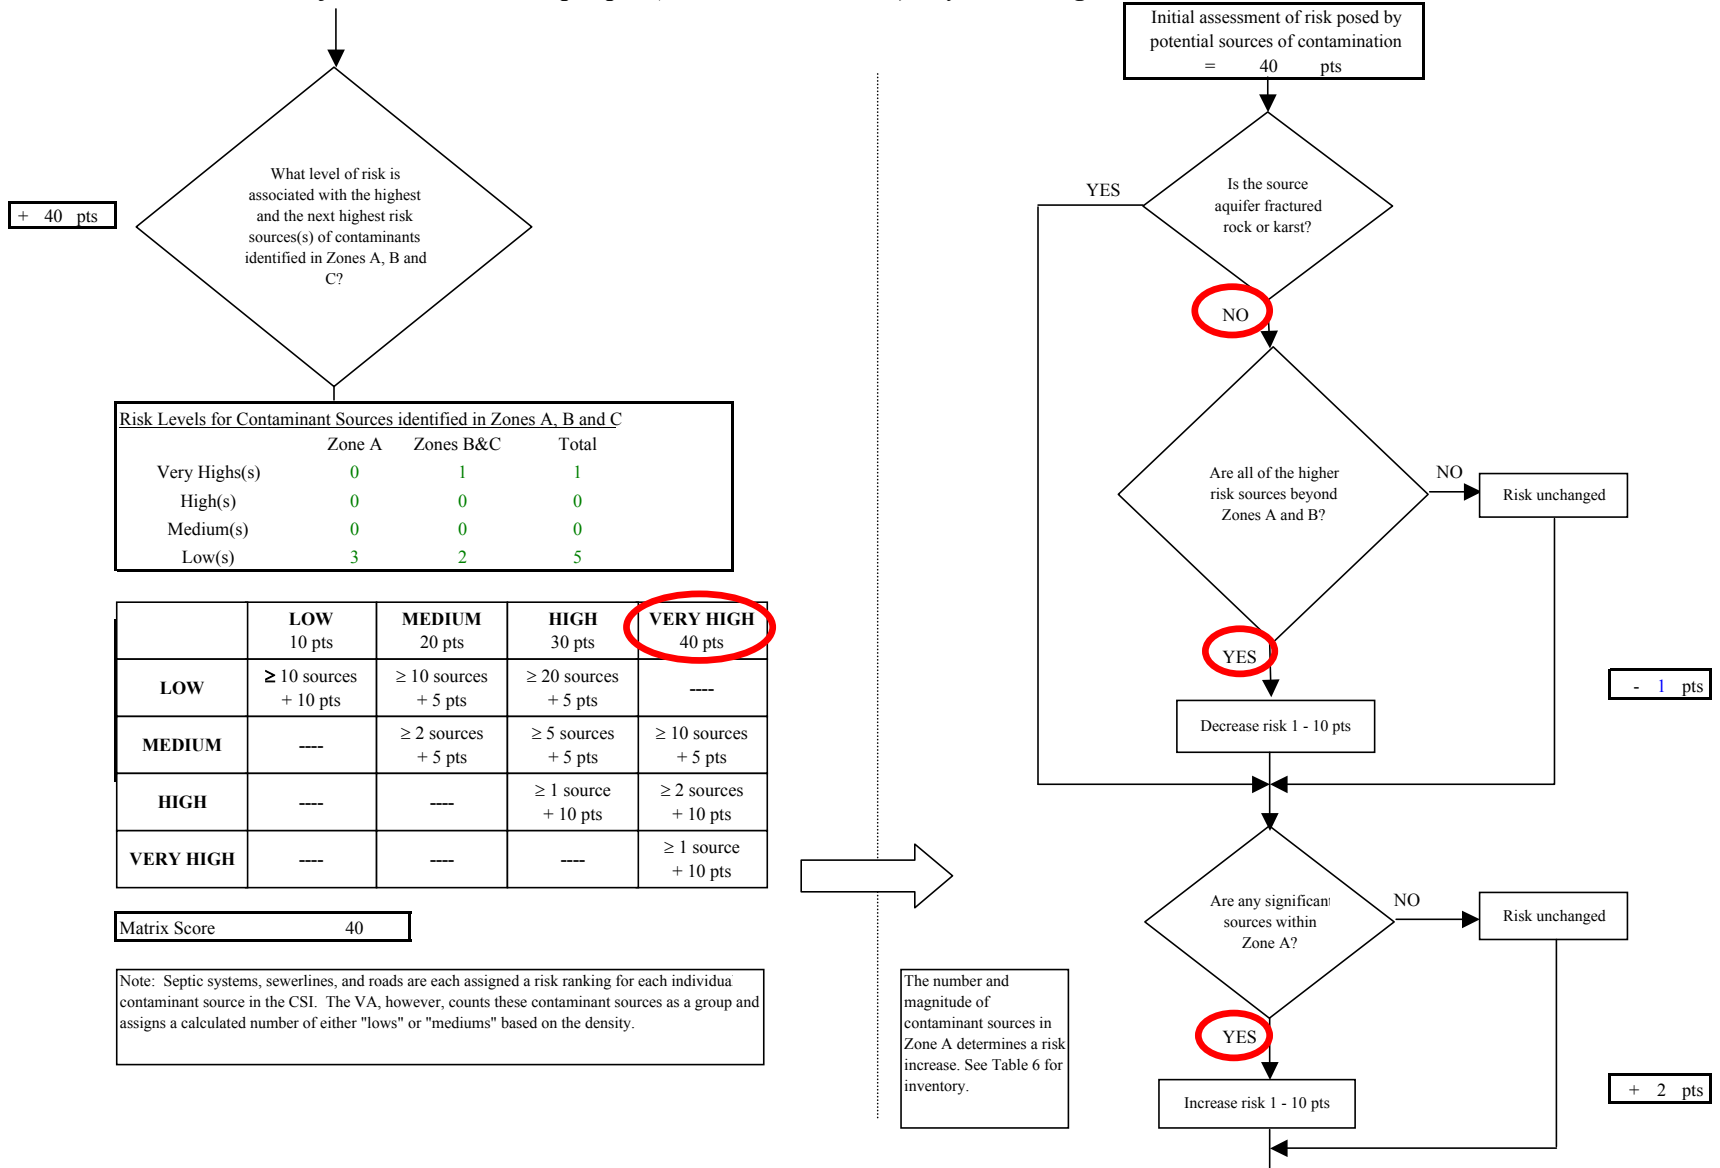 + 40 pts
What level of risk is
associated with the highest
and the next highest risk
sources(s) of contaminants
identified in Zones A, B and
C?
Risk Levels for Contaminant Sources identified in Zones A, B and C
Zone A Zones B&C Total
Very Highs(s) 0 1 1
High(s) 0 0 0
Medium(s) 0 0 0
Low(s) 3 2 5
LOW MEDIUM HIGH VERY HIGH
10 pts 20 pts 30 pts 40 pts
LOW ≥ 10 sources ≥ 10 sources ≥ 20 sources ----
+ 10 pts + 5 pts + 5 pts
MEDIUM ---- ≥ 2 sources ≥ 5 sources ≥ 10 sources
+ 5 pts + 5 pts + 5 pts
HIGH ---- ---- ≥ 1 source ≥ 2 sources
+ 10 pts + 10 pts
VERY HIGH ---- ---- ---- ≥ 1 source
+ 10 pts
Matrix Score 40
Note: Septic systems, sewerlines, and roads are each assigned a risk ranking for each individua
contaminant source in the CSI. The VA, however, counts these contaminant sources as a group and
assigns a calculated number of either "lows" or "mediums" based on the density.
Initial assessment of risk posed by
potential sources of contamination
= 40 pts
YES
Is the source
aquifer fractured
rock or karst?
NO
Are all of the higher
risk sources beyond
Zones A and B?
NO
Risk unchanged
YES
- 1 pts
Decrease risk 1 - 10 pts
Are any significant
sources within
Zone A?
NO
Risk unchanged
The number and
magnitude of
contaminant sources in
Zone A determines a risk
increase. See Table 6 for
inventory.
YES
+ 2 pts
Increase risk 1 - 10 pts